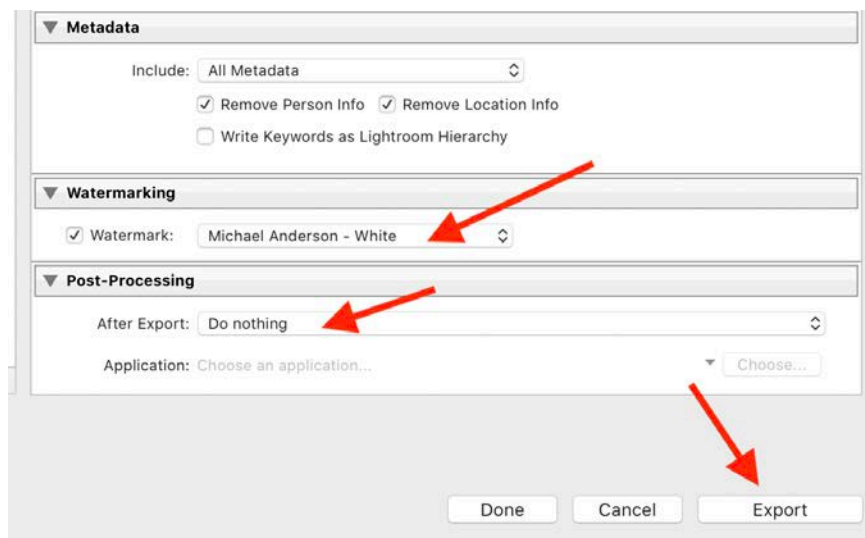 Metadata
Include: All Metadata
Remove Person Info Remove Location Info
Write Keywords as Lightroom Hierarchy
Watermarking
Watermark: Michael Anderson - White
Post-Processing
After Export: Do nothing
Application: Choose an application... Choose...
Done Cancel Export